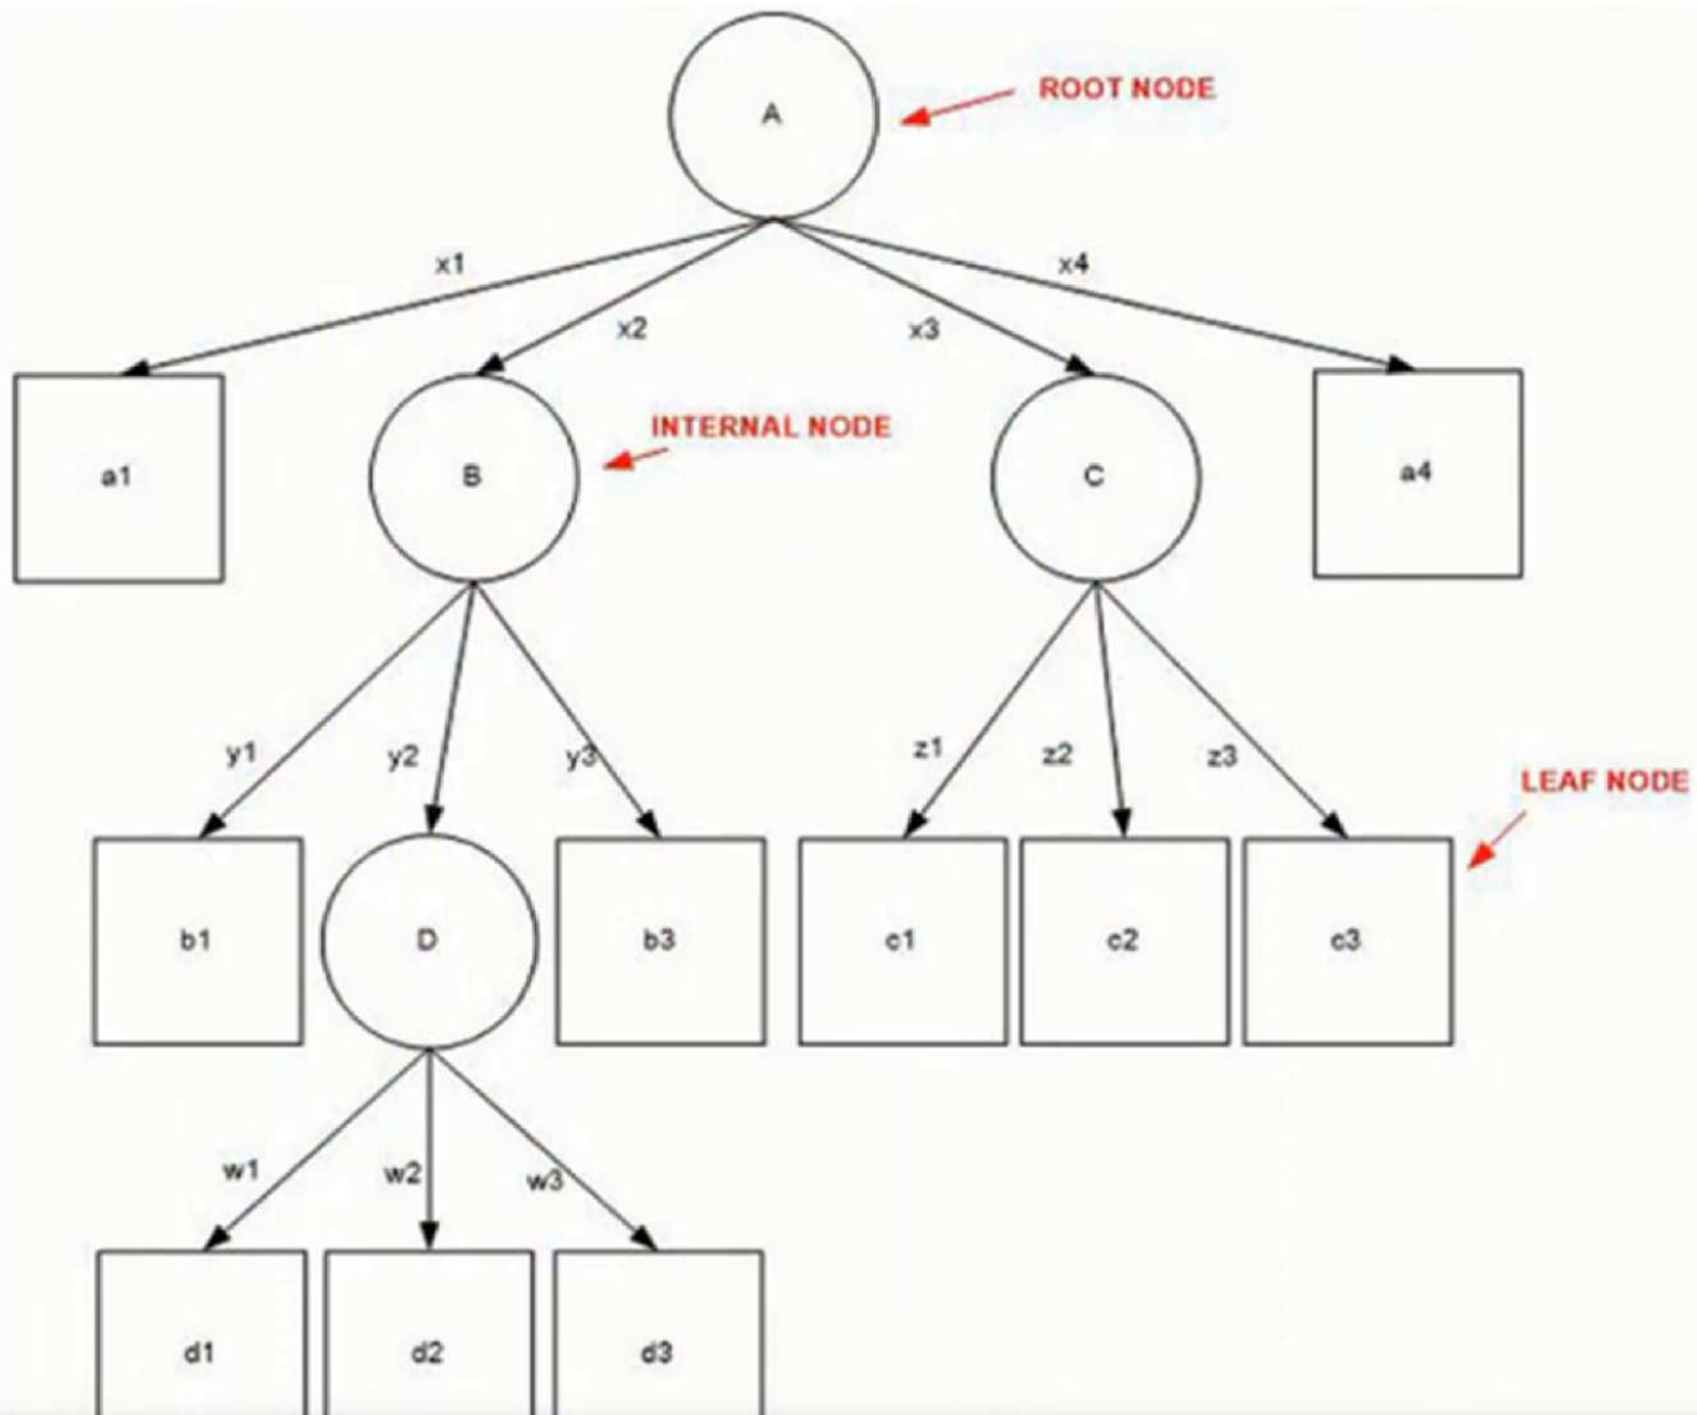 A
ROOT NODE
x1
x4
x2
x3
INTERNAL NODE
a1
B
C
a4
y1
y2
y3
z1
z2
z3
LEAF NODE
b1
D
b3
c1
c2
c3
w1
w2
w3
d1
d2
d3